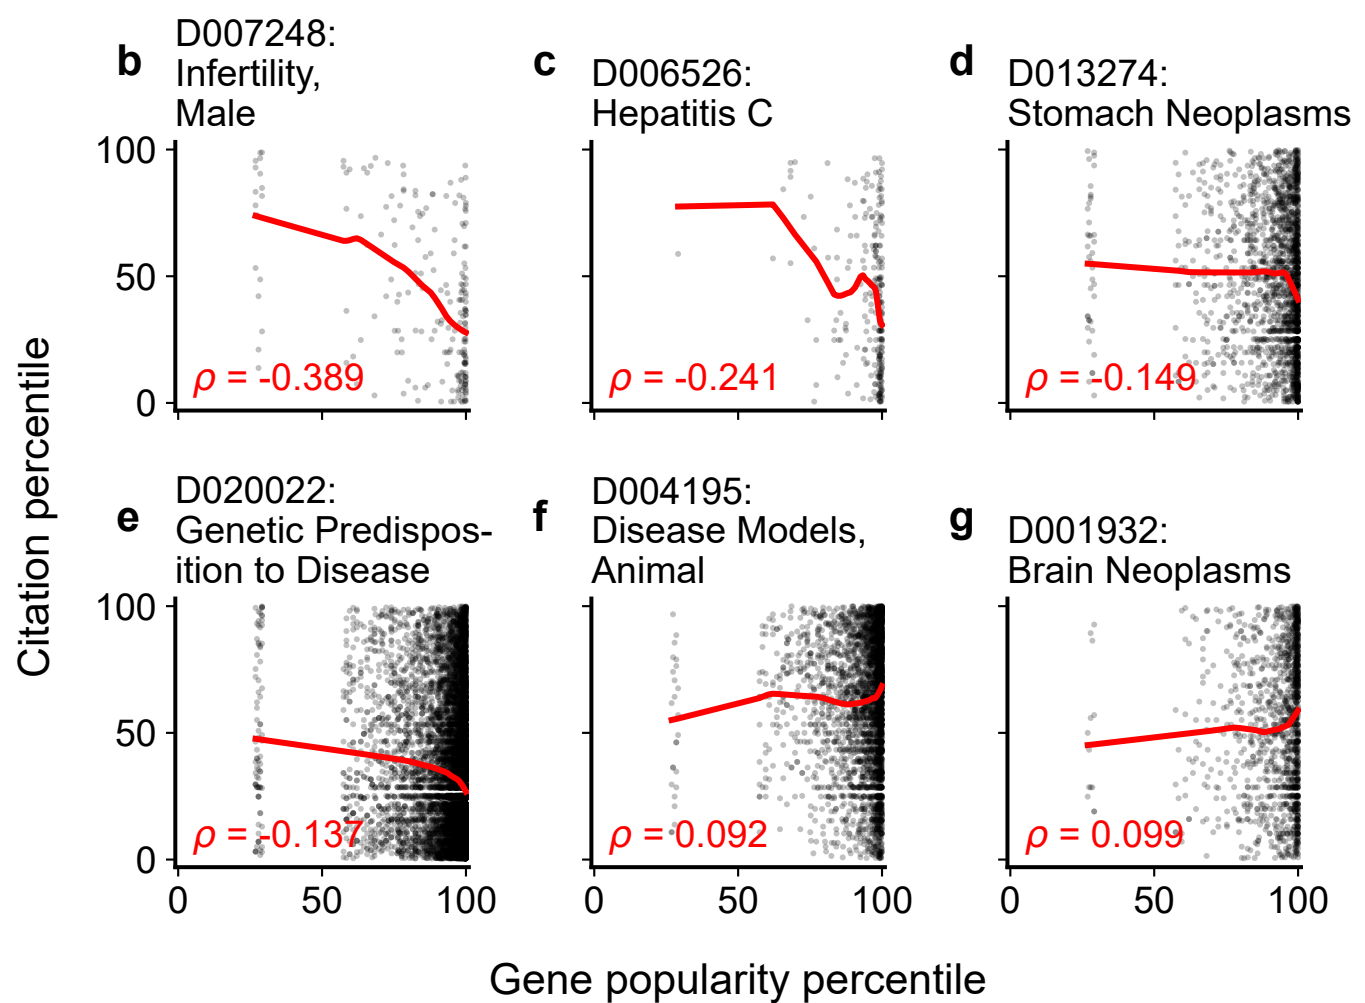 b
D007248:
Infertility,
Male
c
D006526:
Hepatitis C
d
D013274:
Stomach Neoplasms
100
50
0
ρ = -0.389
ρ = -0.241
ρ = -0.149
Citation percentile
e
D020022:
Genetic Predispos-
ition to Disease
f
D004195:
Disease Models,
Animal
g
D001932:
Brain Neoplasms
100
50
0
ρ = -0.137
ρ = 0.092
ρ = 0.099
0 50 100
0 50 100
0 50 100
Gene popularity percentile